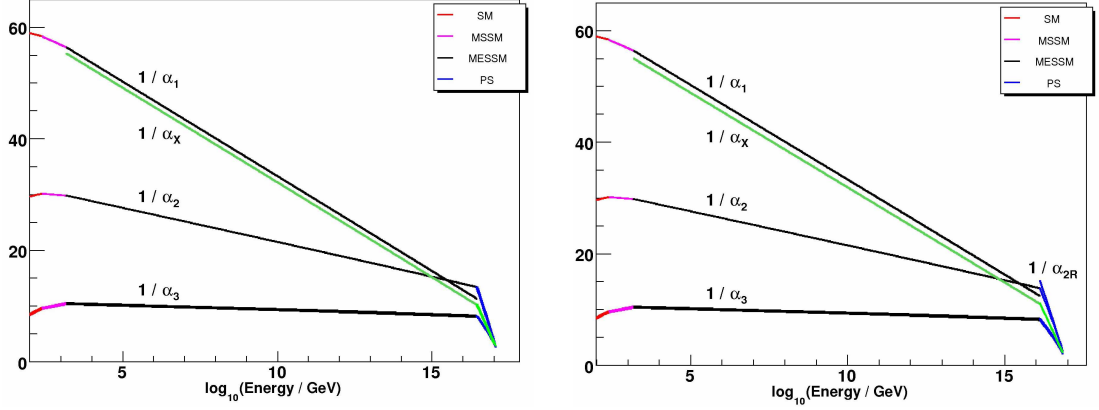 60
40
20
0
5
10
15
log10(Energy / GeV)
1 / α1
1 / αX
1 / α2
1 / α3
SM
MSSM
MESSM
PS
60
40
20
0
5
10
15
log10(Energy / GeV)
1 / α1
1 / αX
1 / α2
1 / α3
1 / α2R
SM
MSSM
MESSM
PS